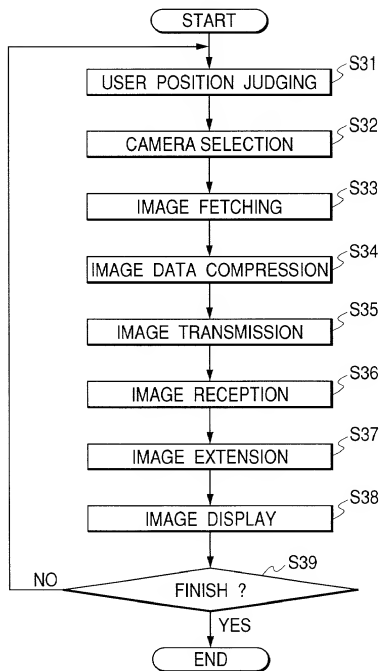 START
USER POSITION JUDGING
S31
CAMERA SELECTION
S32
IMAGE FETCHING
S33
IMAGE DATA COMPRESSION
S34
IMAGE TRANSMISSION
S35
IMAGE RECEPTION
S36
IMAGE EXTENSION
S37
IMAGE DISPLAY
S38
FINISH ?
S39
NO
YES
END